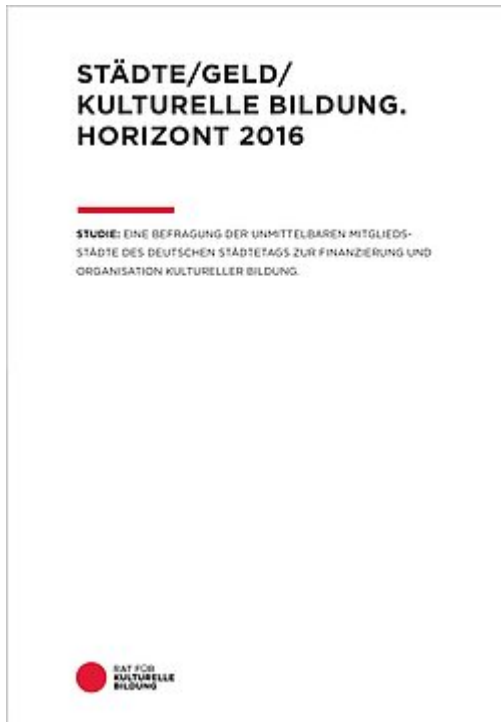 STÄDTE/GELD/
KULTURELLE BILDUNG.
HORIZONT 2016
STUDIE: EINE BEFRAGUNG DER UNMITTELBAREN MITGLIEDS-
STÄDTE DES DEUTSCHEN STÄDTETAGS ZUR FINANZIERUNG UND
ORGANISATION KULTURELLER BILDUNG.
RAT FÜR
KULTURELLE
BILDUNG